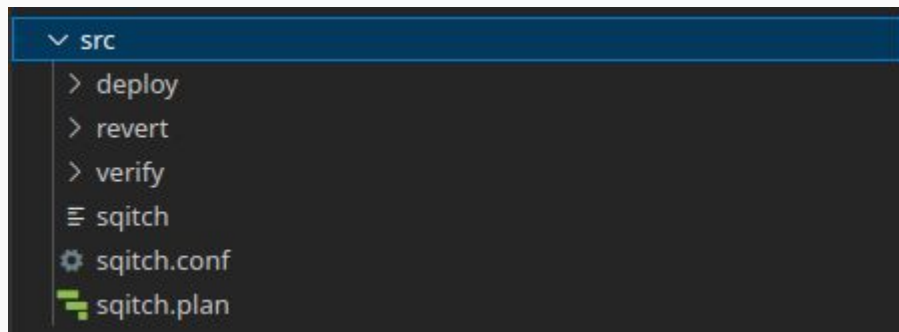 src
deploy
revert
verify
sqitch
sqitch.conf
sqitch.plan